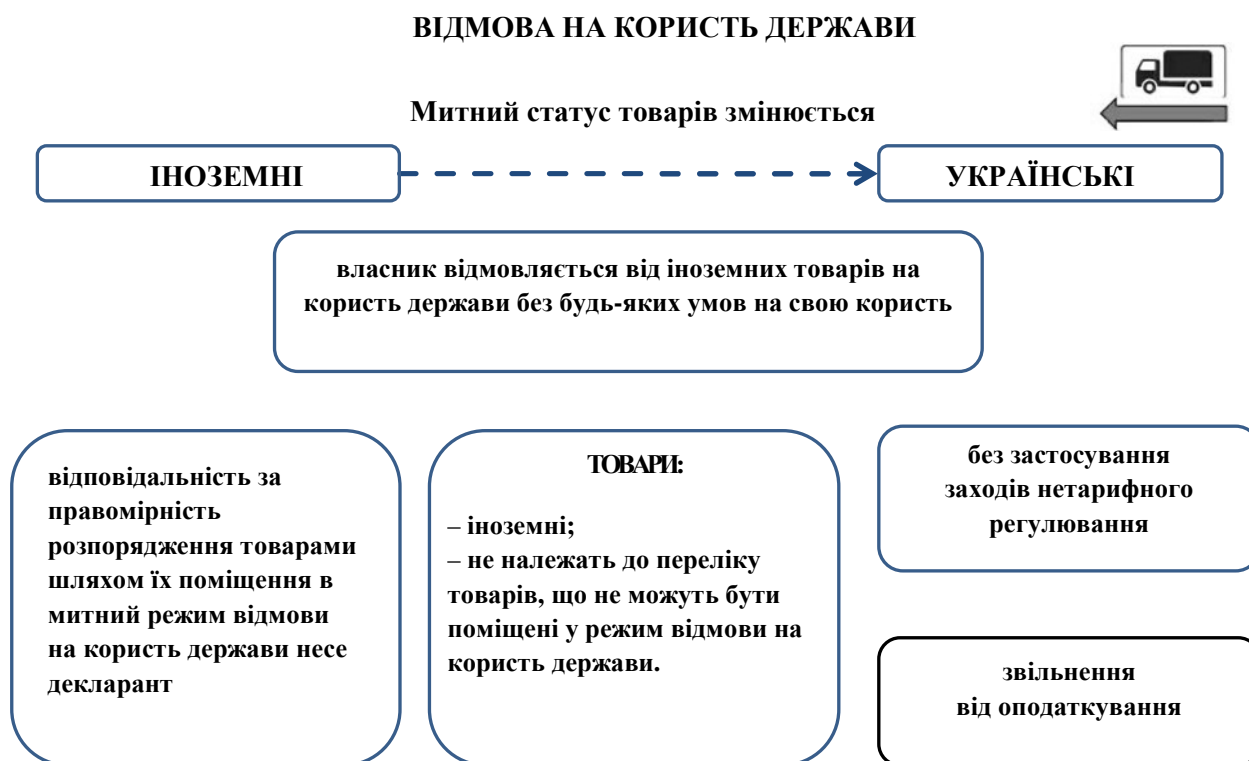 ВІДМОВА НА КОРИСТЬ ДЕРЖАВИ
Митний статус товарів змінюється
ІНОЗЕМНІ
УКРАЇНСЬКІ
власник відмовляється від іноземних товарів на
користь держави без будь-яких умов на свою користь
відповідальність за
правомірність
розпорядження товарами
шляхом їх поміщення в
митний режим відмови
на користь держави несе
декларант
ТОВАРИ:
– іноземні;
– не належать до переліку
товарів, що не можуть бути
поміщені у режим відмови на
користь держави.
без застосування
заходів нетарифного
регулювання
звільнення
від оподаткування